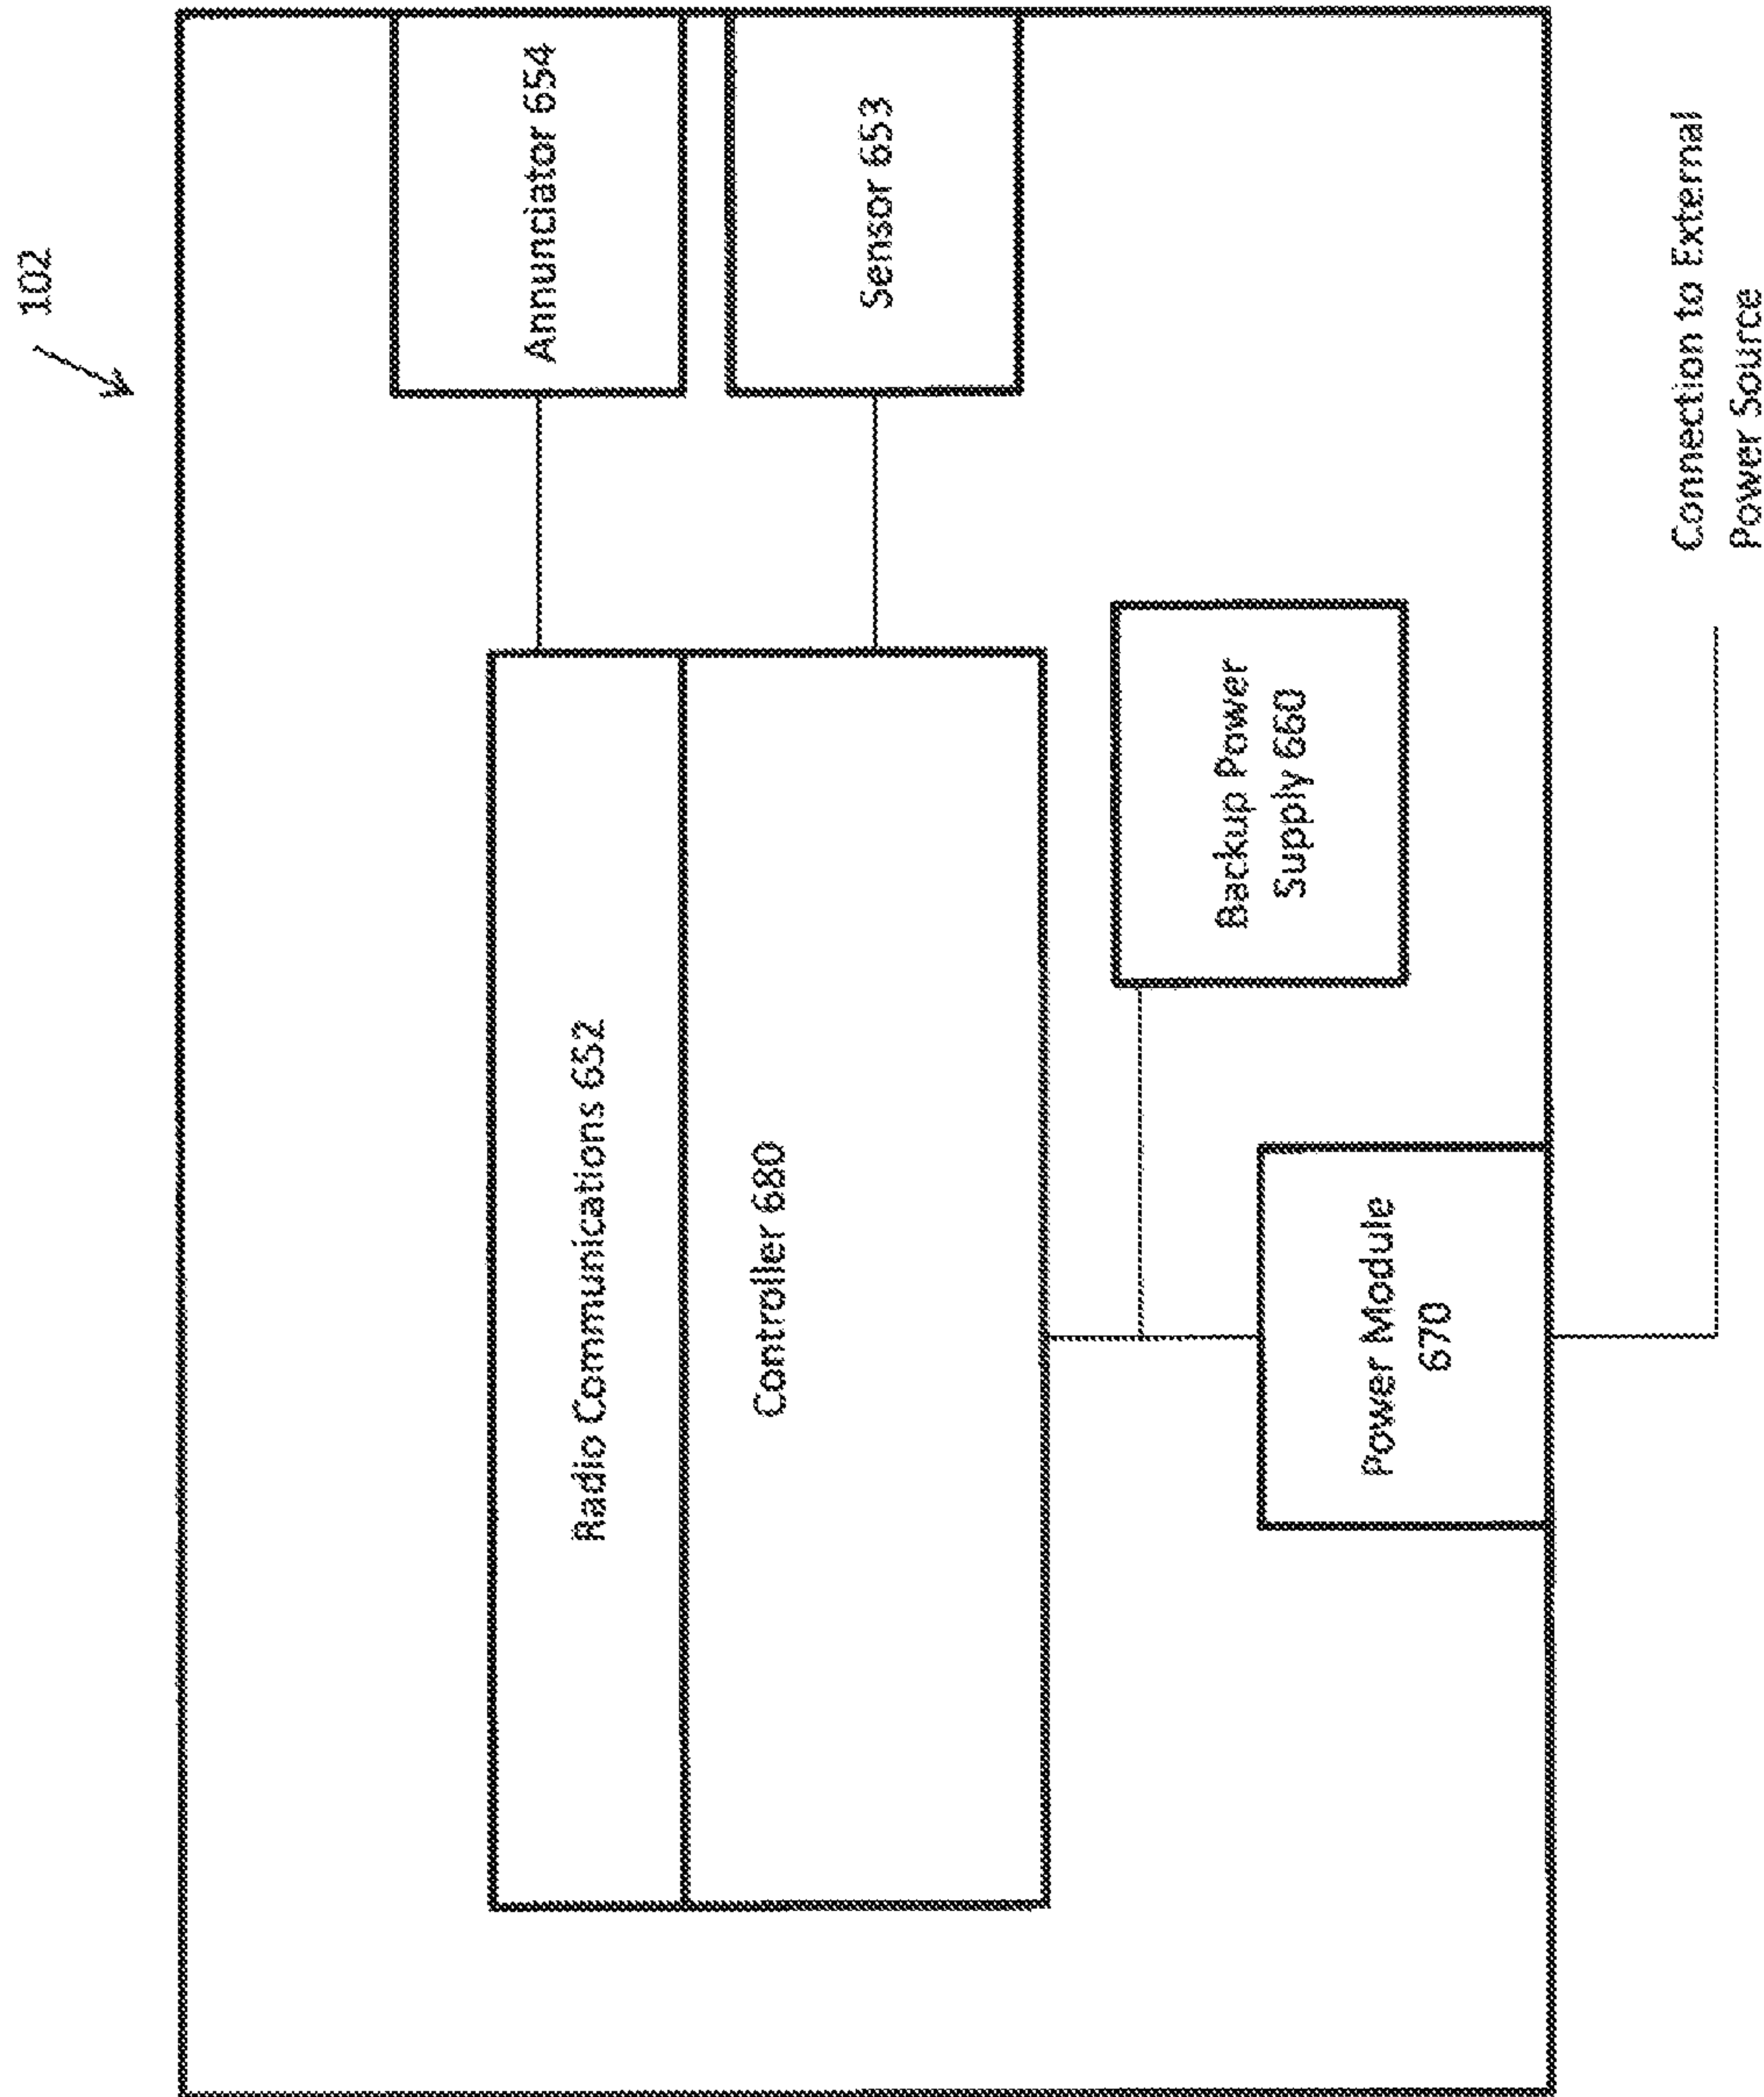 102
Radio Communications 652
Annunciator 654
Controller 680
Sensor 653
Backup Power
Supply 660
Power Module
670
Connection to External
Power Source